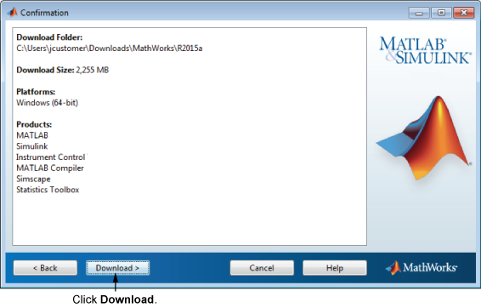 Confirmation
Download Folder:
C:\Users\jcustomer\Downloads\MathWorks\R2015a
Download Size: 2,255 MB
Platforms:
Windows (64-bit)
Products:
MATLAB
Simulink
Instrument Control
MATLAB Compiler
Simscape
Statistics Toolbox
MATLAB®
&SIMULINK®
< Back
Download >
Cancel
Help
MathWorks®
Click Download.